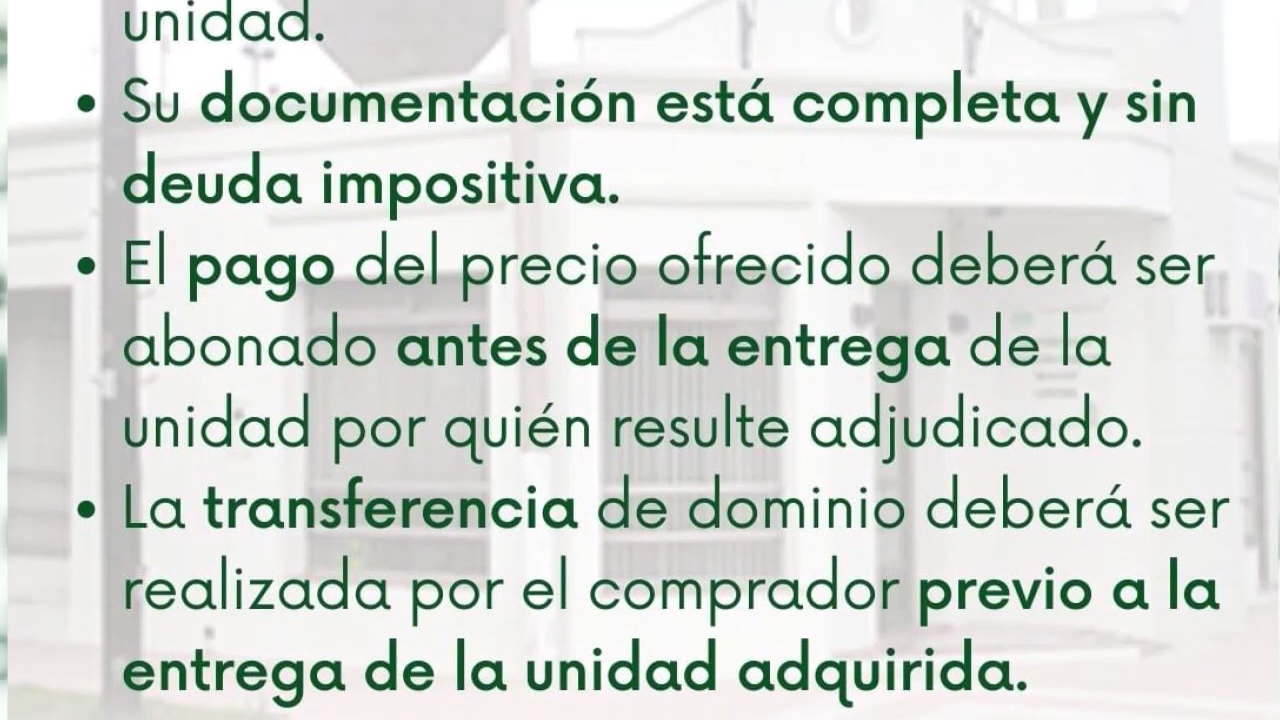 unidad.
• Su documentación está completa y sin
deuda impositiva.
• El pago del precio ofrecido deberá ser
abonado antes de la entrega de la
unidad por quién resulte adjudicado.
• La transferencia de dominio deberá ser
realizada por el comprador previo a la
entrega de la unidad adquirida.